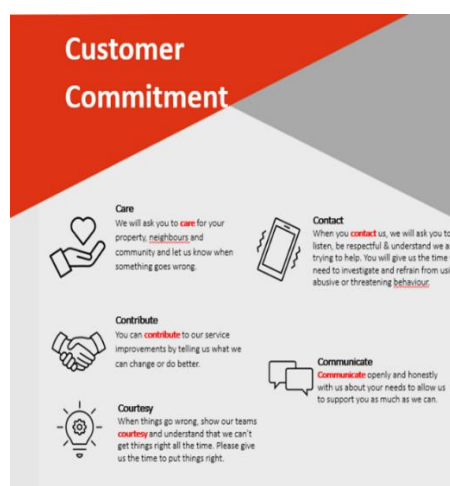 Customer
Commitment
Care
We will ask you to care for your
property, neighbours and
community and let us know when
something goes wrong.
Contact
When you contact us, we will ask you to
listen, be respectful & understand we a
trying to help. You will give us the time
need to investigate and refrain from usi
abusive or threatening behaviour.
Contribute
You can contribute to our service
improvements by telling us what we
can change or do better.
Communicate
Communicate openly and honestly
with us about your needs to allow us
to support you as much as we can.
Courtesy
When things go wrong, show our teams
courtesy and understand that we can't
get things right all the time. Please give
us the time to put things right.